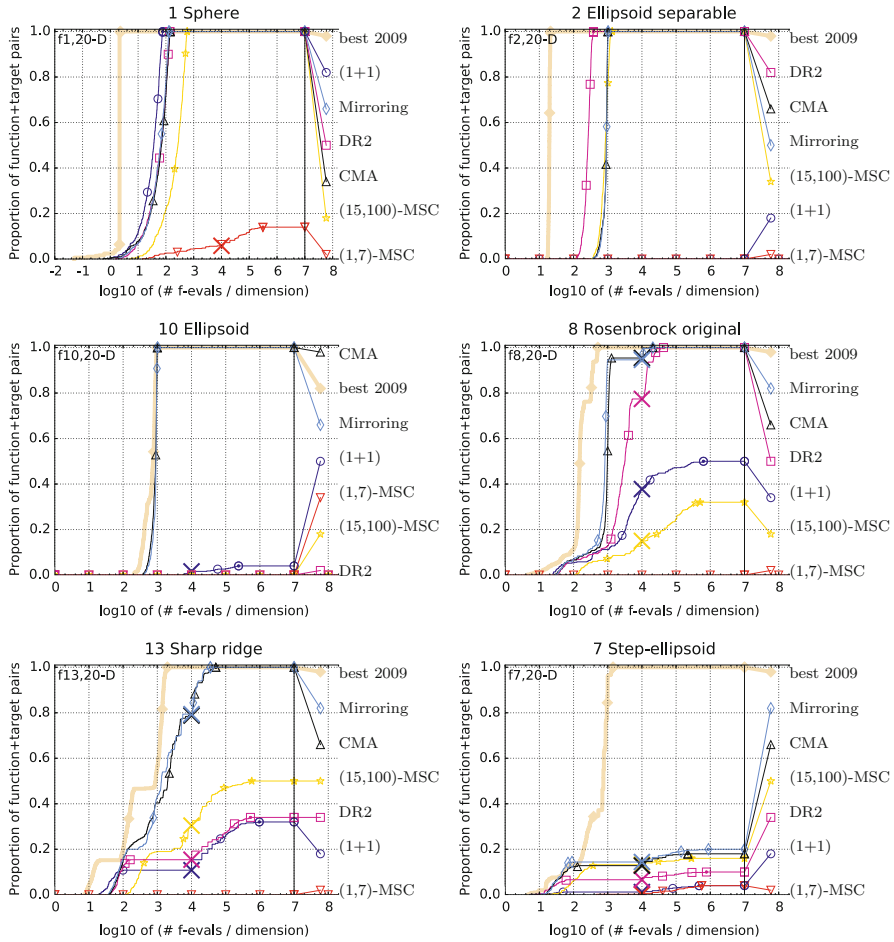 1 Sphere
f1,20-D
Proportion of function+target pairs
1.0
0.8
0.6
0.4
0.2
0.0
-2 -1 0 1 2 3 4 5 6 7 8
log10 of (# f-evals / dimension)
best 2009
(1+1)
Mirroring
DR2
CMA
(15,100)-MSC
(1,7)-MSC
2 Ellipsoid separable
f2,20-D
Proportion of function+target pairs
1.0
0.8
0.6
0.4
0.2
0.0
0 1 2 3 4 5 6 7 8
log10 of (# f-evals / dimension)
best 2009
DR2
CMA
Mirroring
(15,100)-MSC
(1+1)
(1,7)-MSC
10 Ellipsoid
f10,20-D
Proportion of function+target pairs
1.0
0.8
0.6
0.4
0.2
0.0
0 1 2 3 4 5 6 7 8
log10 of (# f-evals / dimension)
CMA
best 2009
Mirroring
(1+1)
(1,7)-MSC
(15,100)-MSC
DR2
8 Rosenbrock original
f8,20-D
Proportion of function+target pairs
1.0
0.8
0.6
0.4
0.2
0.0
0 1 2 3 4 5 6 7 8
log10 of (# f-evals / dimension)
best 2009
Mirroring
CMA
DR2
(1+1)
(15,100)-MSC
(1,7)-MSC
13 Sharp ridge
f13,20-D
Proportion of function+target pairs
1.0
0.8
0.6
0.4
0.2
0.0
0 1 2 3 4 5 6 7 8
log10 of (# f-evals / dimension)
best 2009
Mirroring
CMA
(15,100)-MSC
DR2
(1+1)
(1,7)-MSC
7 Step-ellipsoid
f7,20-D
Proportion of function+target pairs
1.0
0.8
0.6
0.4
0.2
0.0
0 1 2 3 4 5 6 7 8
log10 of (# f-evals / dimension)
best 2009
Mirroring
CMA
(15,100)-MSC
DR2
(1+1)
(1,7)-MSC